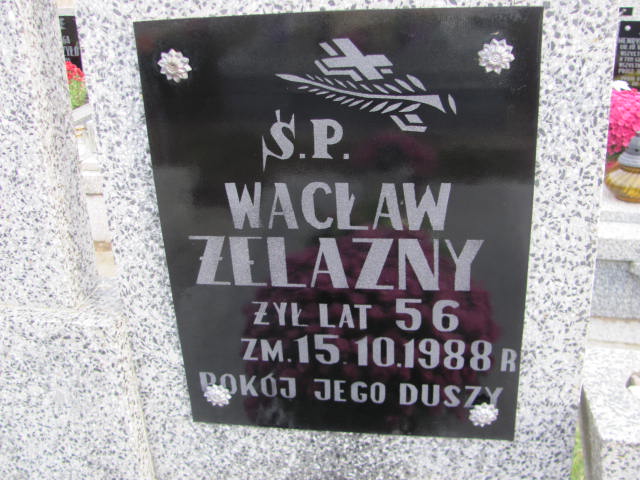 Ś.P.
WACŁAW
ŻELAZNY
ŻYŁ LAT 56
ZM. 15.10.1988 R
POKÓJ JEGO DUSZY